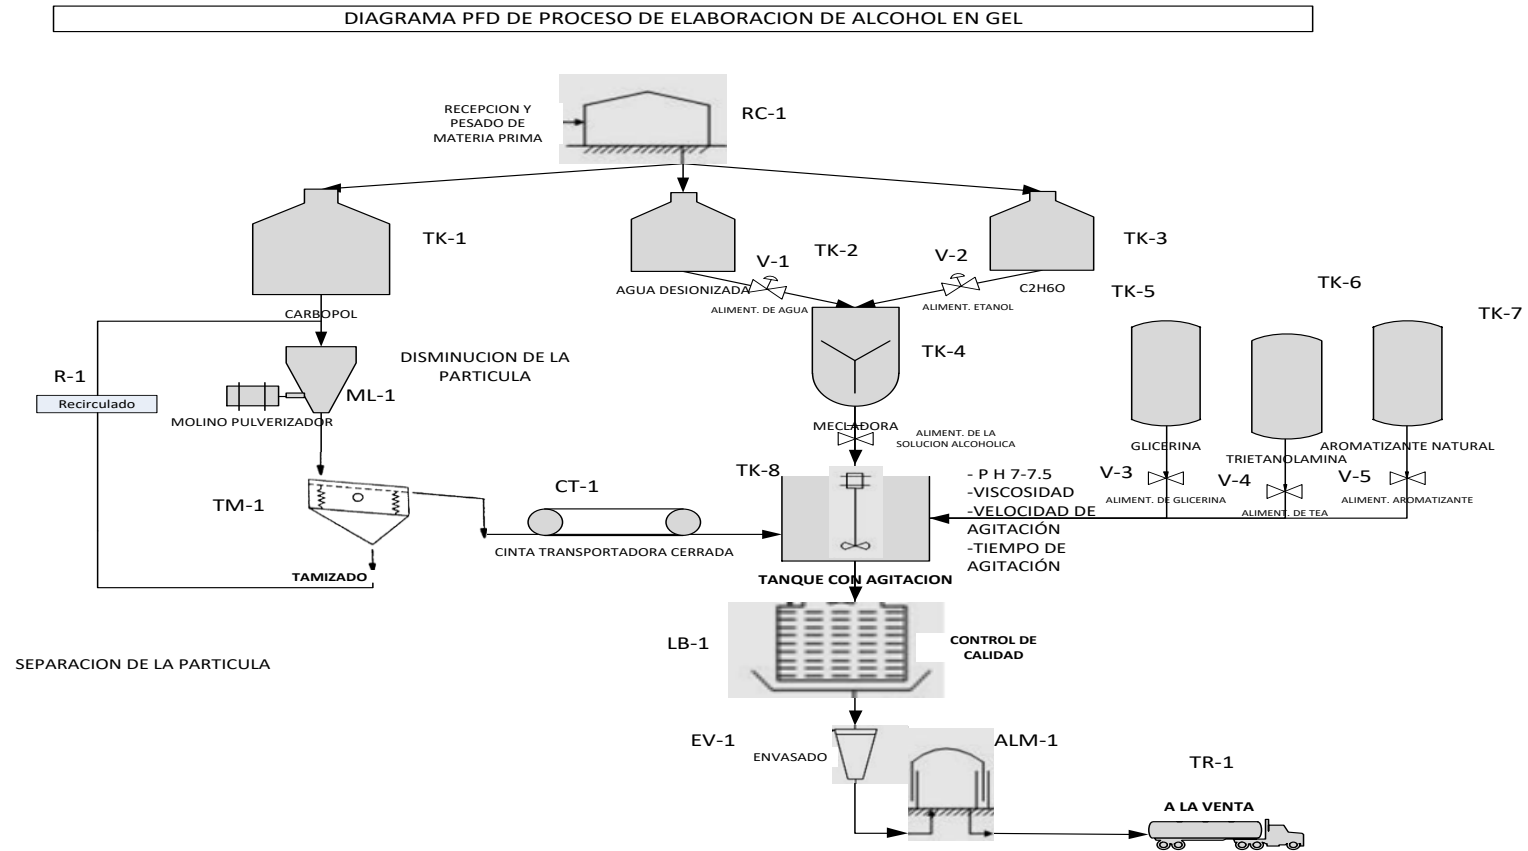 DIAGRAMA PFD DE PROCESO DE ELABORACION DE ALCOHOL EN GEL
RECEPCION Y
PESADO DE
MATERIA PRIMA
RC-1
TK-1
TK-2
TK-3
V-1
V-2
AGUA DESIONIZADA
ALIMENT. DE AGUA
ALIMENT. ETANOL
C2H6O
TK-5
TK-6
TK-7
CARBOPOL
DISMINUCION DE LA
PARTICULA
TK-4
R-1
Recirculado
ML-1
MOLINO PULVERIZADOR
MECLADORA
ALIMENT. DE LA
SOLUCION ALCOHOLICA
GLICERINA
TRIETANOLAMINA
AROMATIZANTE NATURAL
TK-8
- P H 7-7.5
-VISCOSIDAD
-VELOCIDAD DE
AGITACIÓN
-TIEMPO DE
AGITACIÓN
V-3
V-4
V-5
ALIMENT. DE GLICERINA
ALIMENT. DE TEA
ALIMENT. AROMATIZANTE
TM-1
CT-1
CINTA TRANSPORTADORA CERRADA
TAMIZADO
TANQUE CON AGITACION
LB-1
CONTROL DE
CALIDAD
SEPARACION DE LA PARTICULA
EV-1
ENVASADO
ALM-1
TR-1
A LA VENTA